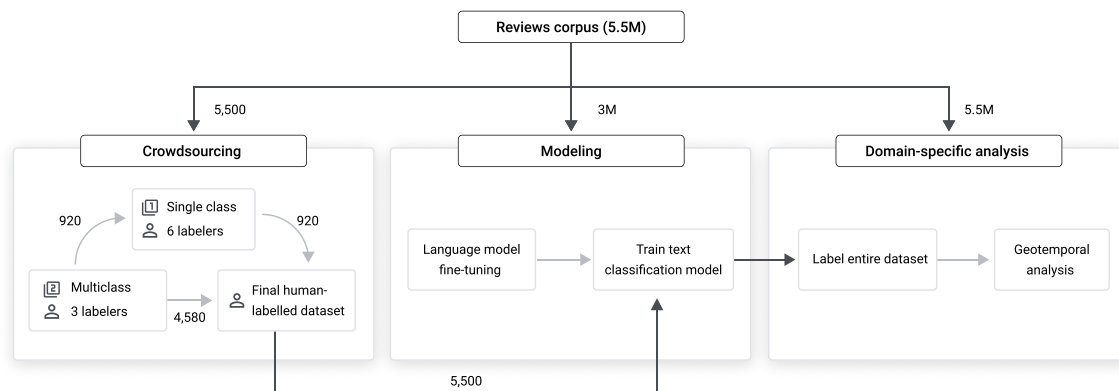 Reviews corpus (5.5M)
5,500
3M
5.5M
Crowdsourcing
Modeling
Domain-specific analysis
920
1
Single class
6 labelers
920
2
Multiclass
3 labelers
4,580
Final human-
labelled dataset
Language model
fine-tuning
Train text
classification model
Label entire dataset
Geotemporal
analysis
5,500